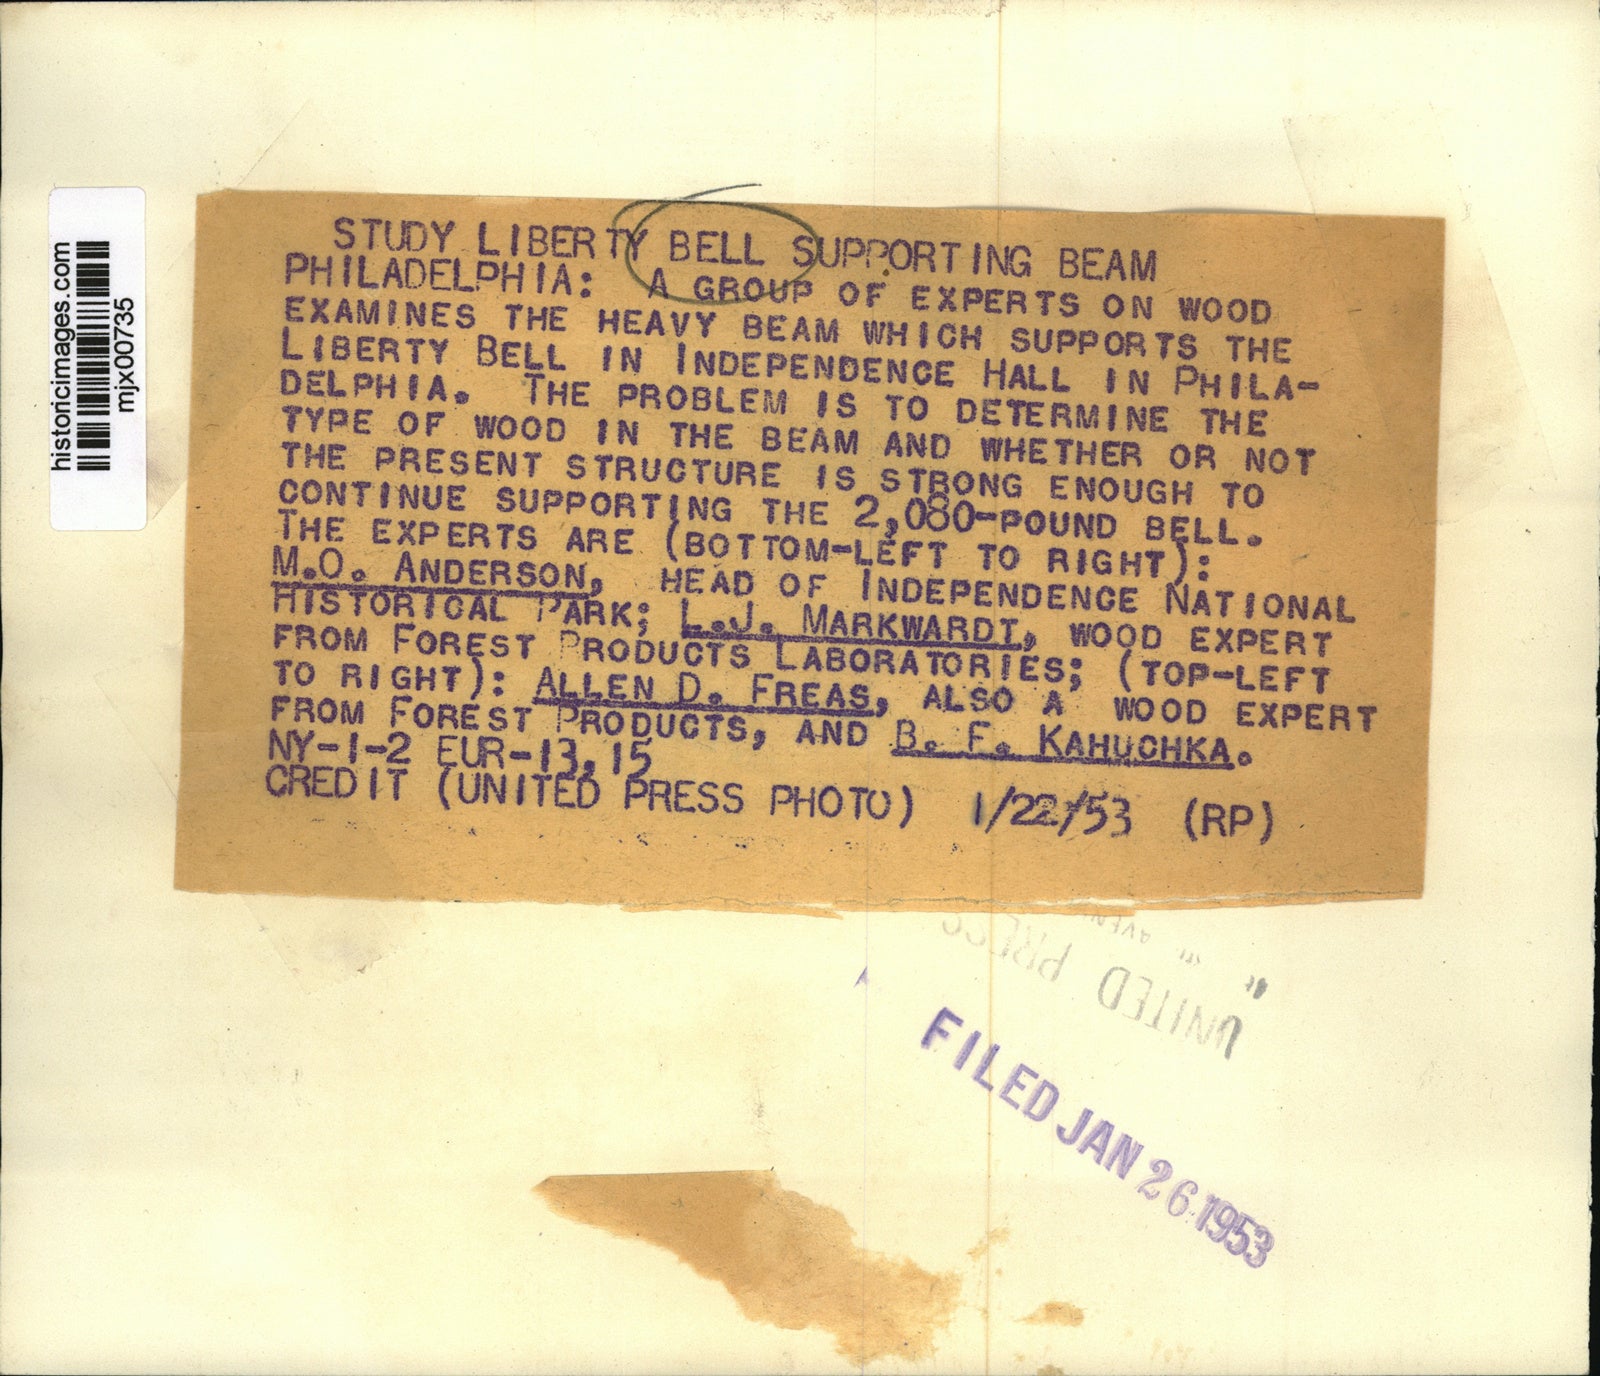 historicimages.com
mjx007735
STUDY LIBERTY BELL SUPPORTING BEAM
PHILADELPHIA: A GROUP OF EXPERTS ON WOOD
EXAMINES THE HEAVY BEAM WHICH SUPPORTS THE
LIBERTY BELL IN INDEPENDENCE HALL IN PHILA-
DELPHIA. THE PROBLEM IS TO DETERMINE THE
TYPE OF WOOD IN THE BEAM AND WHETHER OR NOT
THE PRESENT STRUCTURE IS STRONG ENOUGH TO
CONTINUE SUPPORTING THE 2,080-POUND BELL.
THE EXPERTS ARE (BOTTOM-LEFT TO RIGHT):
M.O. ANDERSON, HEAD OF INDEPENDENCE NATIONAL
HISTORICAL PARK; L.J. MARKWARDT, WOOD EXPERT
FROM FOREST PRODUCTS LABORATORIES; (TOP-LEFT
TO RIGHT): ALLEN D. FREAS, ALSO A WOOD EXPERT
FROM FOREST PRODUCTS, AND B. F. KAHUCHKA.
NY-1-2 EUR-13,15
CREDIT (UNITED PRESS PHOTO) 1/22/53 (RP)
UNITED PRESS
FILED JAN 26 1953